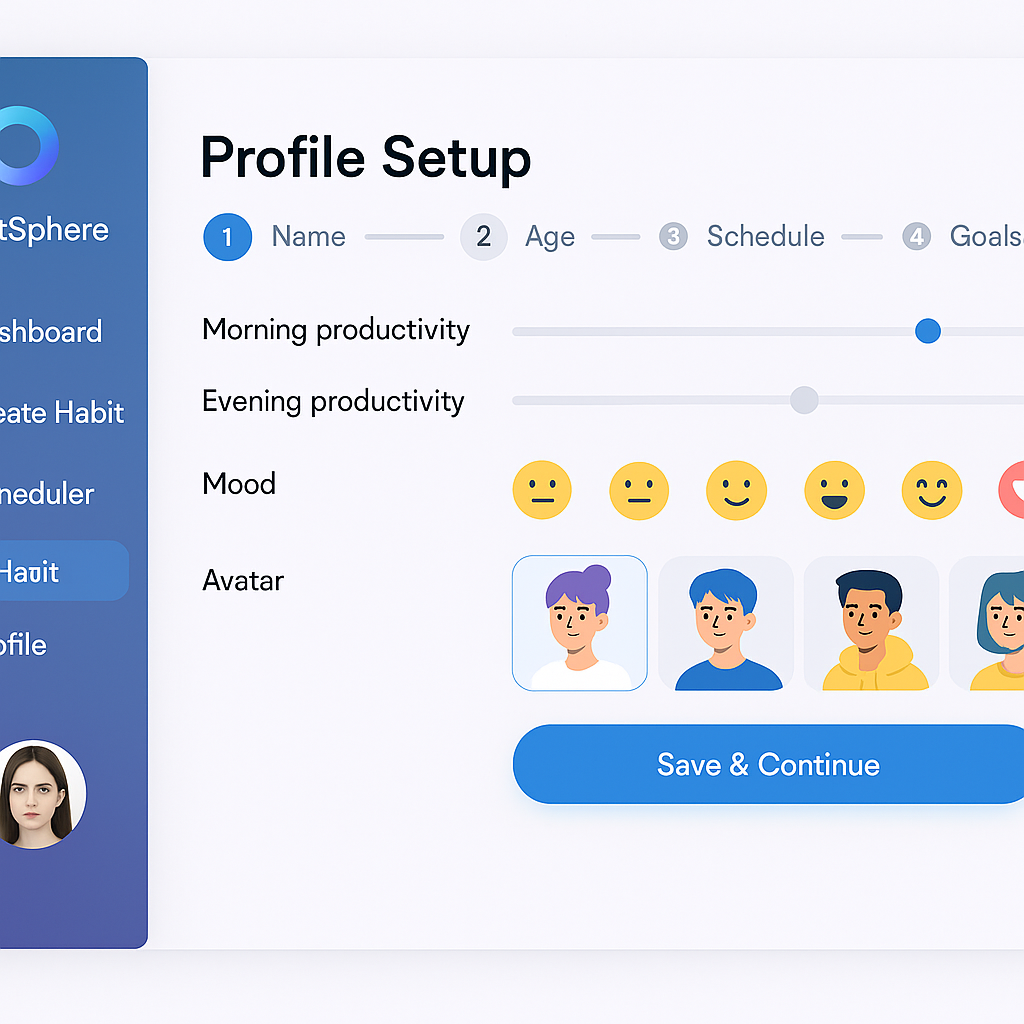 tSphere
shboard
eate Habit
neduler
ofile
Profile Setup
1 Name 2 Age 3 Schedule 4 Goals
Morning productivity
Evening productivity
Mood
Avatar
Save & Continue